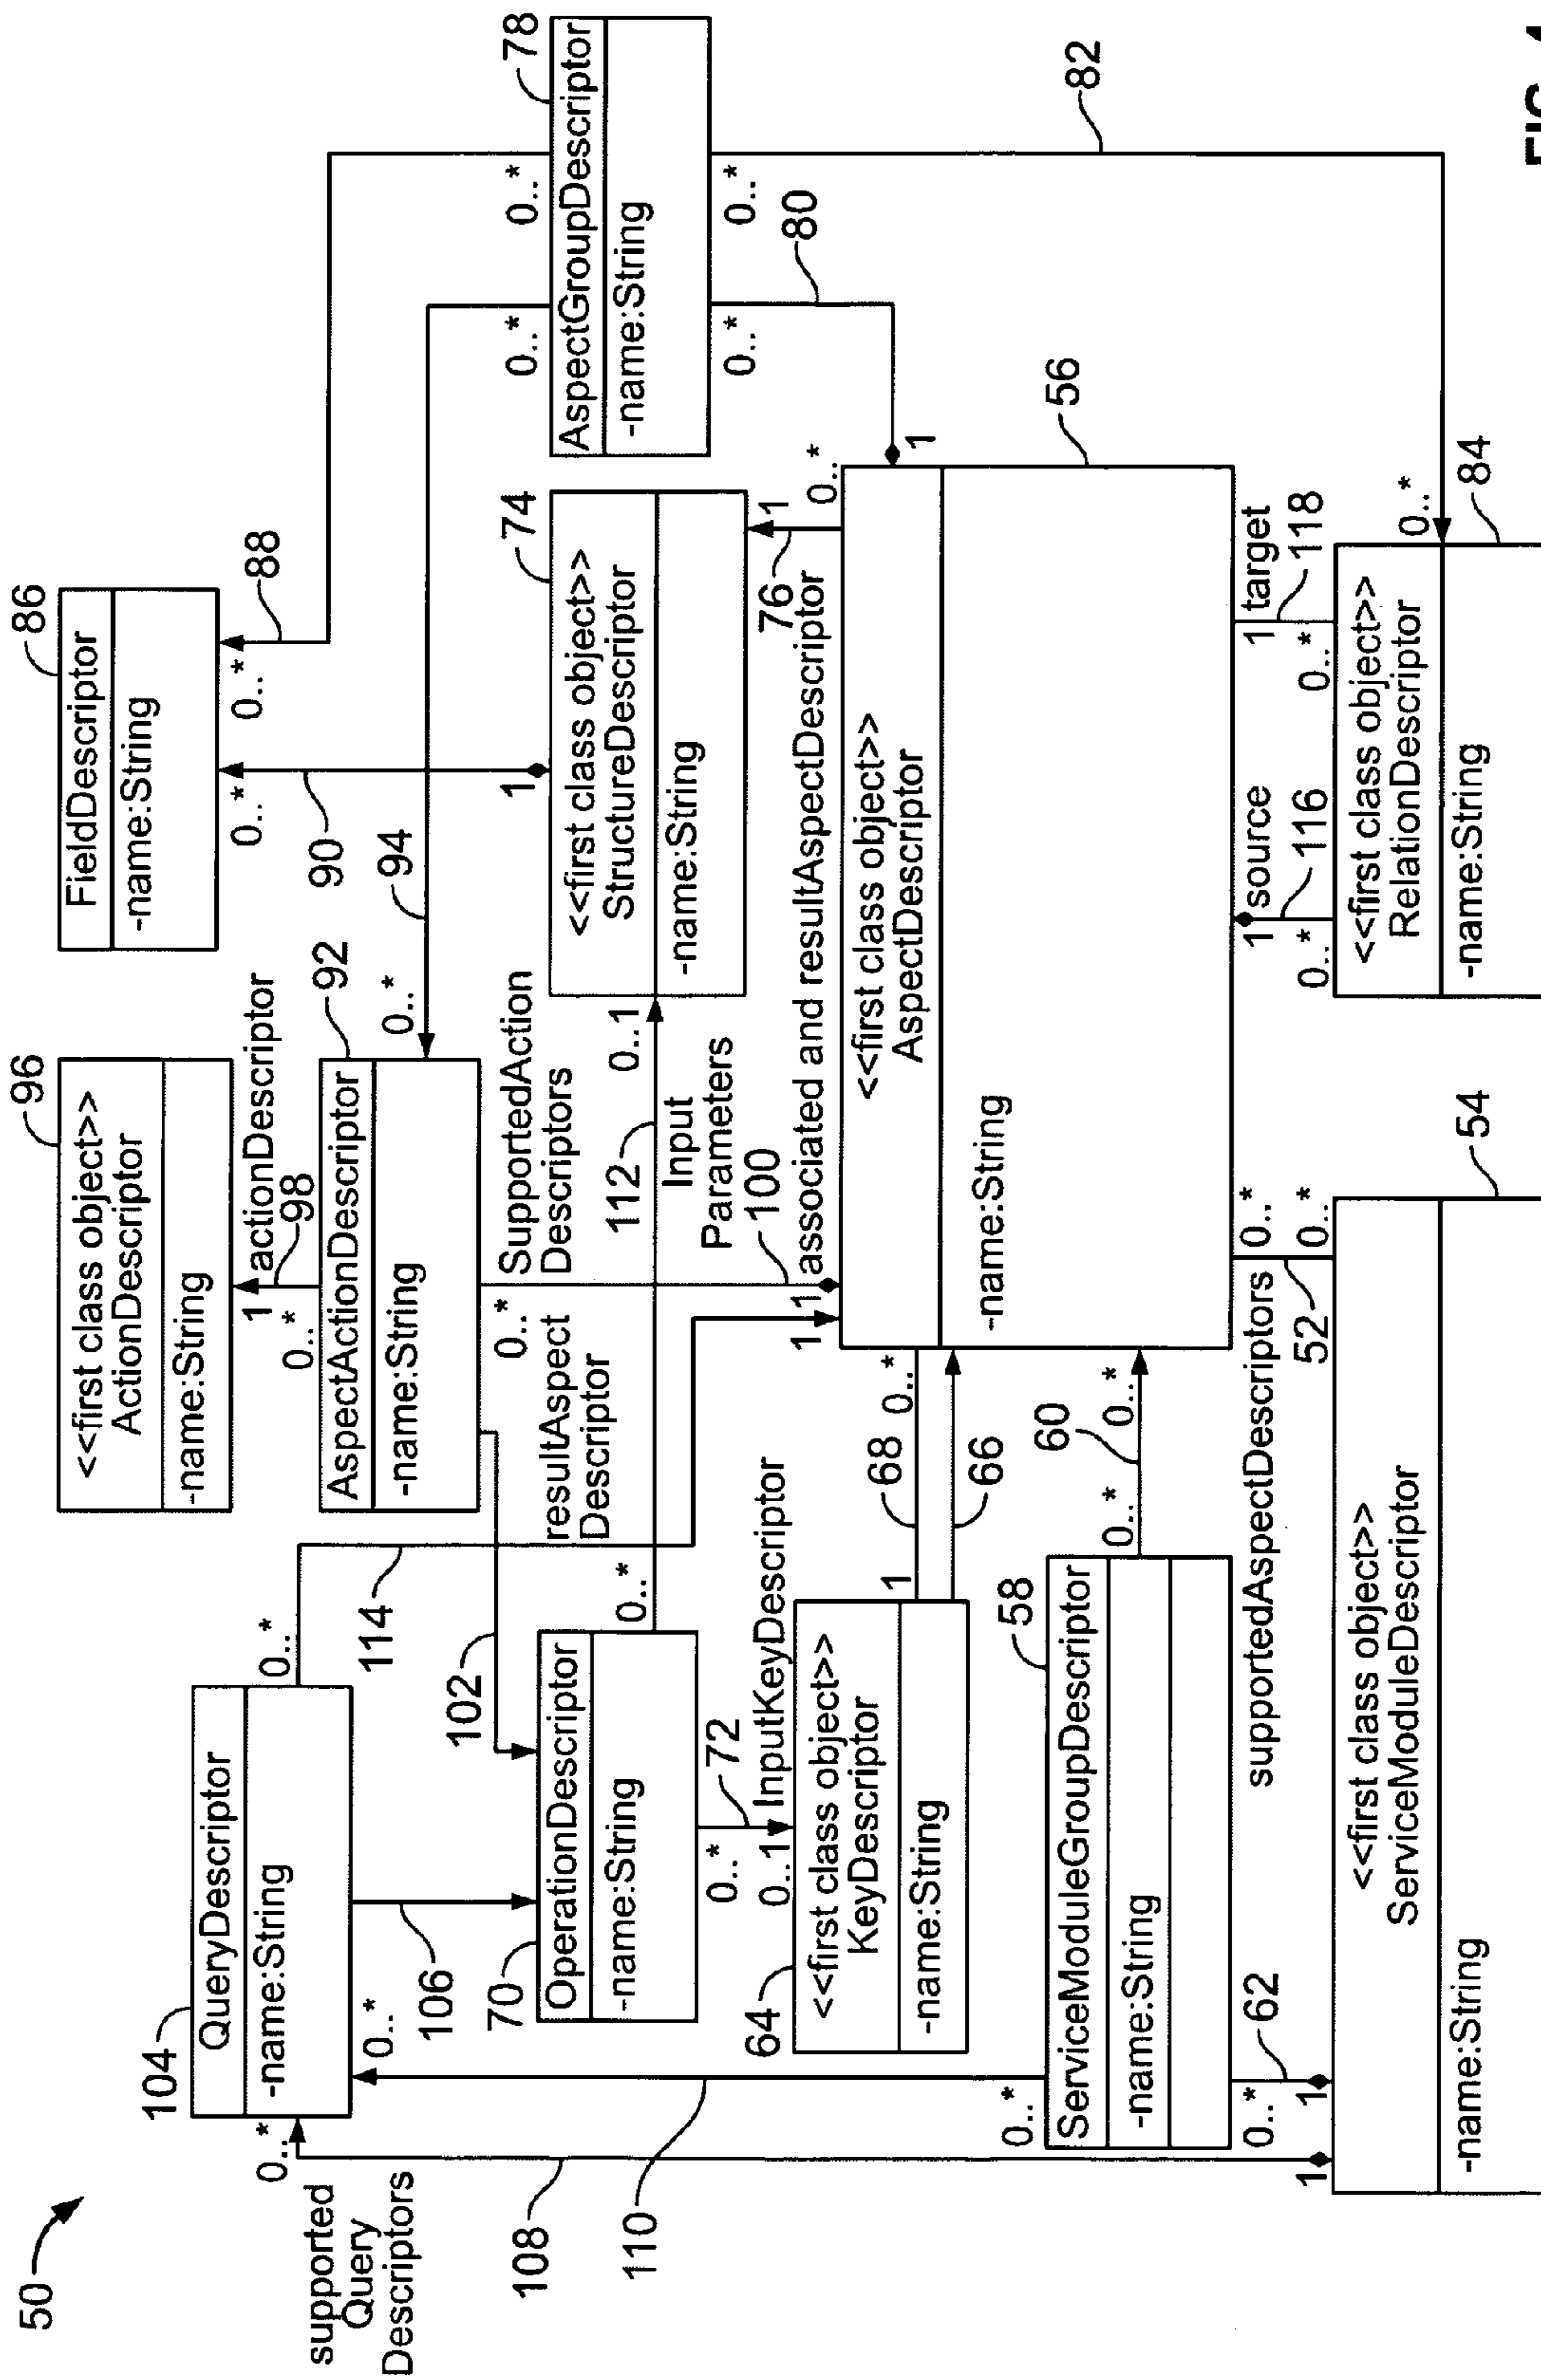 50
104
QueryDescriptor
-name:String
0..*
supported
Query
Descriptors
0..*
0..*
114
106
108
110
96
<<first class object>>
ActionDescriptor
-name:String
1
actionDescriptor
98
0..*
92
AspectActionDescriptor
-name:String
0..*
94
86
FieldDescriptor
-name:String
0..*
0..*
88
90
102
resultAspect
Descriptor
0..*
SupportedAction
Descriptors
70
OperationDescriptor
-name:String
0..*
112
0..1
Input
Parameters
100
0..*
72
0..1
InputKeyDescriptor
74
1
<<first class object>>
StructureDescriptor
-name:String
76
1
0..*
78
0..*
0..*
AspectGroupDescriptor
-name:String
0..*
0..*
80
82
64
<<first class object>>
KeyDescriptor
-name:String
1
68
66
0..*
1
1
associated and resultAspectDescriptor
<<first class object>>
AspectDescriptor
-name:String
1
56
58
0..*
ServiceModuleGroupDescriptor
-name:String
0..*
60
0..*
0..*
62
1
1
supportedAspectDescriptors
0..*
52
0..*
54
<<first class object>>
ServiceModuleDescriptor
-name:String
1
source
116
0..*
1
target
118
0..*
0..*
84
<<first class object>>
RelationDescriptor
-name:String